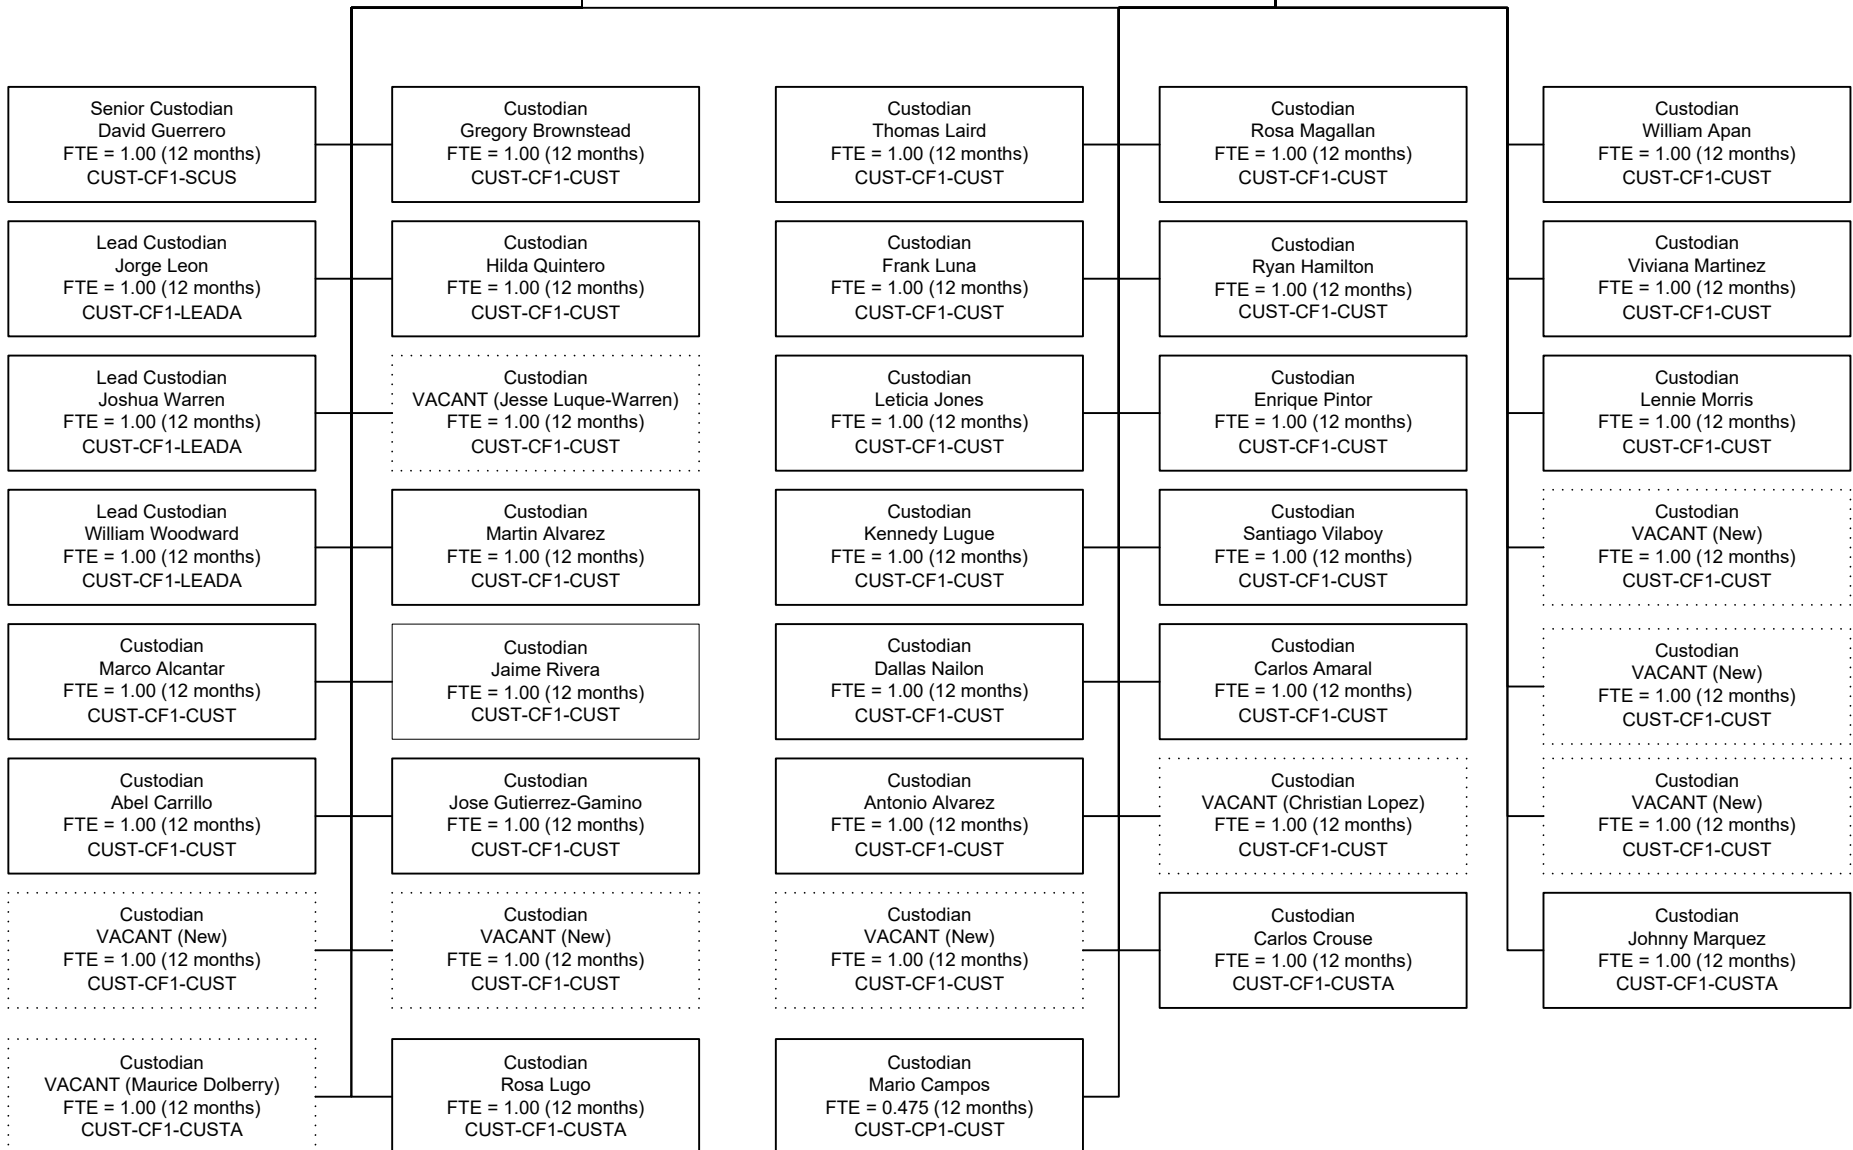 Senior Custodian
David Guerrero
FTE = 1.00 (12 months)
CUST-CF1-SCUS
Custodian
Gregory Brownstead
FTE = 1.00 (12 months)
CUST-CF1-CUST
Custodian
Thomas Laird
FTE = 1.00 (12 months)
CUST-CF1-CUST
Custodian
Rosa Magallan
FTE = 1.00 (12 months)
CUST-CF1-CUST
Custodian
William Apan
FTE = 1.00 (12 months)
CUST-CF1-CUST
Lead Custodian
Jorge Leon
FTE = 1.00 (12 months)
CUST-CF1-LEADA
Custodian
Hilda Quintero
FTE = 1.00 (12 months)
CUST-CF1-CUST
Custodian
Frank Luna
FTE = 1.00 (12 months)
CUST-CF1-CUST
Custodian
Ryan Hamilton
FTE = 1.00 (12 months)
CUST-CF1-CUST
Custodian
Viviana Martinez
FTE = 1.00 (12 months)
CUST-CF1-CUST
Lead Custodian
Joshua Warren
FTE = 1.00 (12 months)
CUST-CF1-LEADA
Custodian
VACANT (Jesse Luque-Warren)
FTE = 1.00 (12 months)
CUST-CF1-CUST
Custodian
Leticia Jones
FTE = 1.00 (12 months)
CUST-CF1-CUST
Custodian
Enrique Pintor
FTE = 1.00 (12 months)
CUST-CF1-CUST
Custodian
Lennie Morris
FTE = 1.00 (12 months)
CUST-CF1-CUST
Lead Custodian
William Woodward
FTE = 1.00 (12 months)
CUST-CF1-LEADA
Custodian
Martin Alvarez
FTE = 1.00 (12 months)
CUST-CF1-CUST
Custodian
Kennedy Lugue
FTE = 1.00 (12 months)
CUST-CF1-CUST
Custodian
Santiago Vilaboy
FTE = 1.00 (12 months)
CUST-CF1-CUST
Custodian
VACANT (New)
FTE = 1.00 (12 months)
CUST-CF1-CUST
Custodian
Marco Alcantar
FTE = 1.00 (12 months)
CUST-CF1-CUST
Custodian
Jaime Rivera
FTE = 1.00 (12 months)
CUST-CF1-CUST
Custodian
Dallas Nailon
FTE = 1.00 (12 months)
CUST-CF1-CUST
Custodian
Carlos Amaral
FTE = 1.00 (12 months)
CUST-CF1-CUST
Custodian
VACANT (New)
FTE = 1.00 (12 months)
CUST-CF1-CUST
Custodian
Abel Carrillo
FTE = 1.00 (12 months)
CUST-CF1-CUST
Custodian
Jose Gutierrez-Gamino
FTE = 1.00 (12 months)
CUST-CF1-CUST
Custodian
Antonio Alvarez
FTE = 1.00 (12 months)
CUST-CF1-CUST
Custodian
VACANT (Christian Lopez)
FTE = 1.00 (12 months)
CUST-CF1-CUST
Custodian
VACANT (New)
FTE = 1.00 (12 months)
CUST-CF1-CUST
Custodian
VACANT (New)
FTE = 1.00 (12 months)
CUST-CF1-CUST
Custodian
VACANT (New)
FTE = 1.00 (12 months)
CUST-CF1-CUST
Custodian
VACANT (New)
FTE = 1.00 (12 months)
CUST-CF1-CUST
Custodian
Carlos Crouse
FTE = 1.00 (12 months)
CUST-CF1-CUSTA
Custodian
Johnny Marquez
FTE = 1.00 (12 months)
CUST-CF1-CUSTA
Custodian
VACANT (Maurice Dolberry)
FTE = 1.00 (12 months)
CUST-CF1-CUSTA
Custodian
Rosa Lugo
FTE = 1.00 (12 months)
CUST-CF1-CUSTA
Custodian
Mario Campos
FTE = 0.475 (12 months)
CUST-CP1-CUST